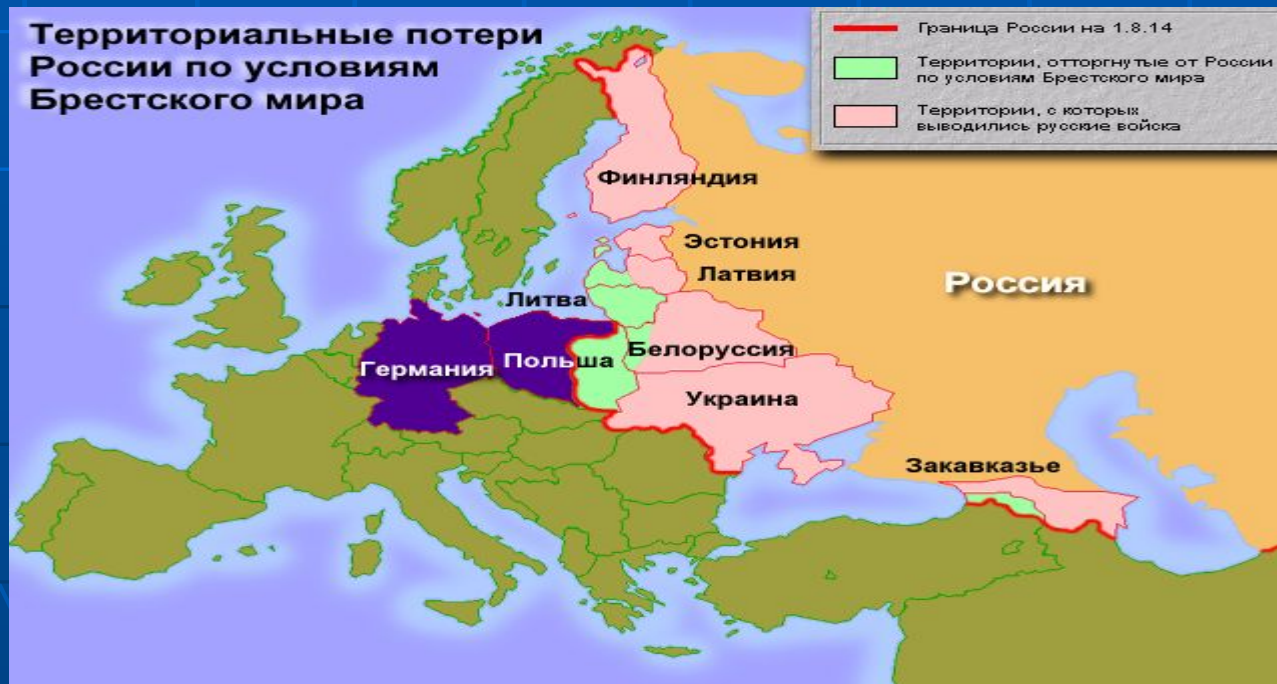 Территориальные потери
России по условиям
Брестского мира
Граница России на 1.8.14
Территории, отторгнутые от России
по условиям Брестского мира
Территории, с которых
выводились русские войска
Финляндия
Эстония
Латвия
Россия
Литва
Белоруссия
Германия
Польша
Украина
Закавказье